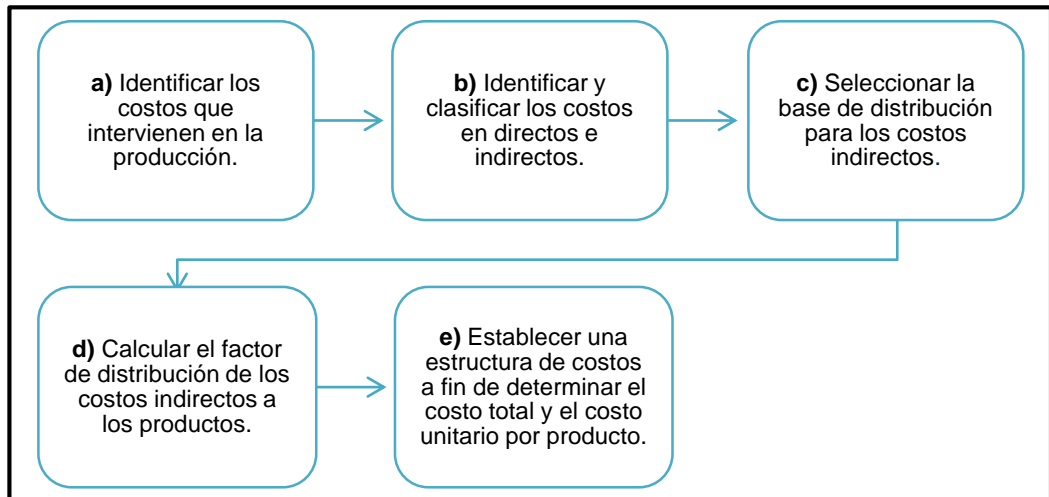 a) Identificar los
costos que
intervienen en la
producción.
b) Identificar y
clasificar los costos
en directos e
indirectos.
c) Seleccionar la
base de distribución
para los costos
indirectos.
d) Calcular el factor
de distribución de los
costos indirectos a
los productos.
e) Establecer una
estructura de costos
a fin de determinar el
costo total y el costo
unitario por producto.